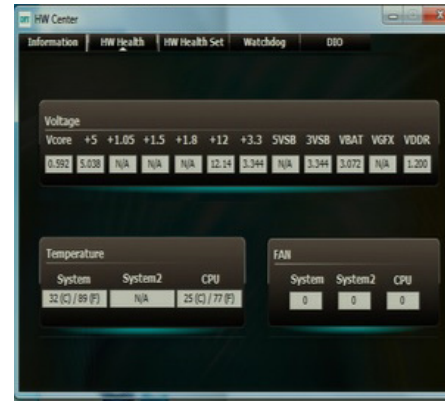 HW Center
Information HW Health HW Health Set Watchdog DIO
Voltage
Vcore +5 +1.05 +1.5 +1.8 +12 +3.3 5VSB 3VSB VBAT VGFX VDDR
0.592 5.038 N/A N/A N/A 12.14 3.344 N/A 3.344 3.072 N/A 1.200
Temperature
System System2 CPU
32 (C) / 89 (F) N/A 25 (C) / 77 (F)
FAN
System System2 CPU
0 0 0